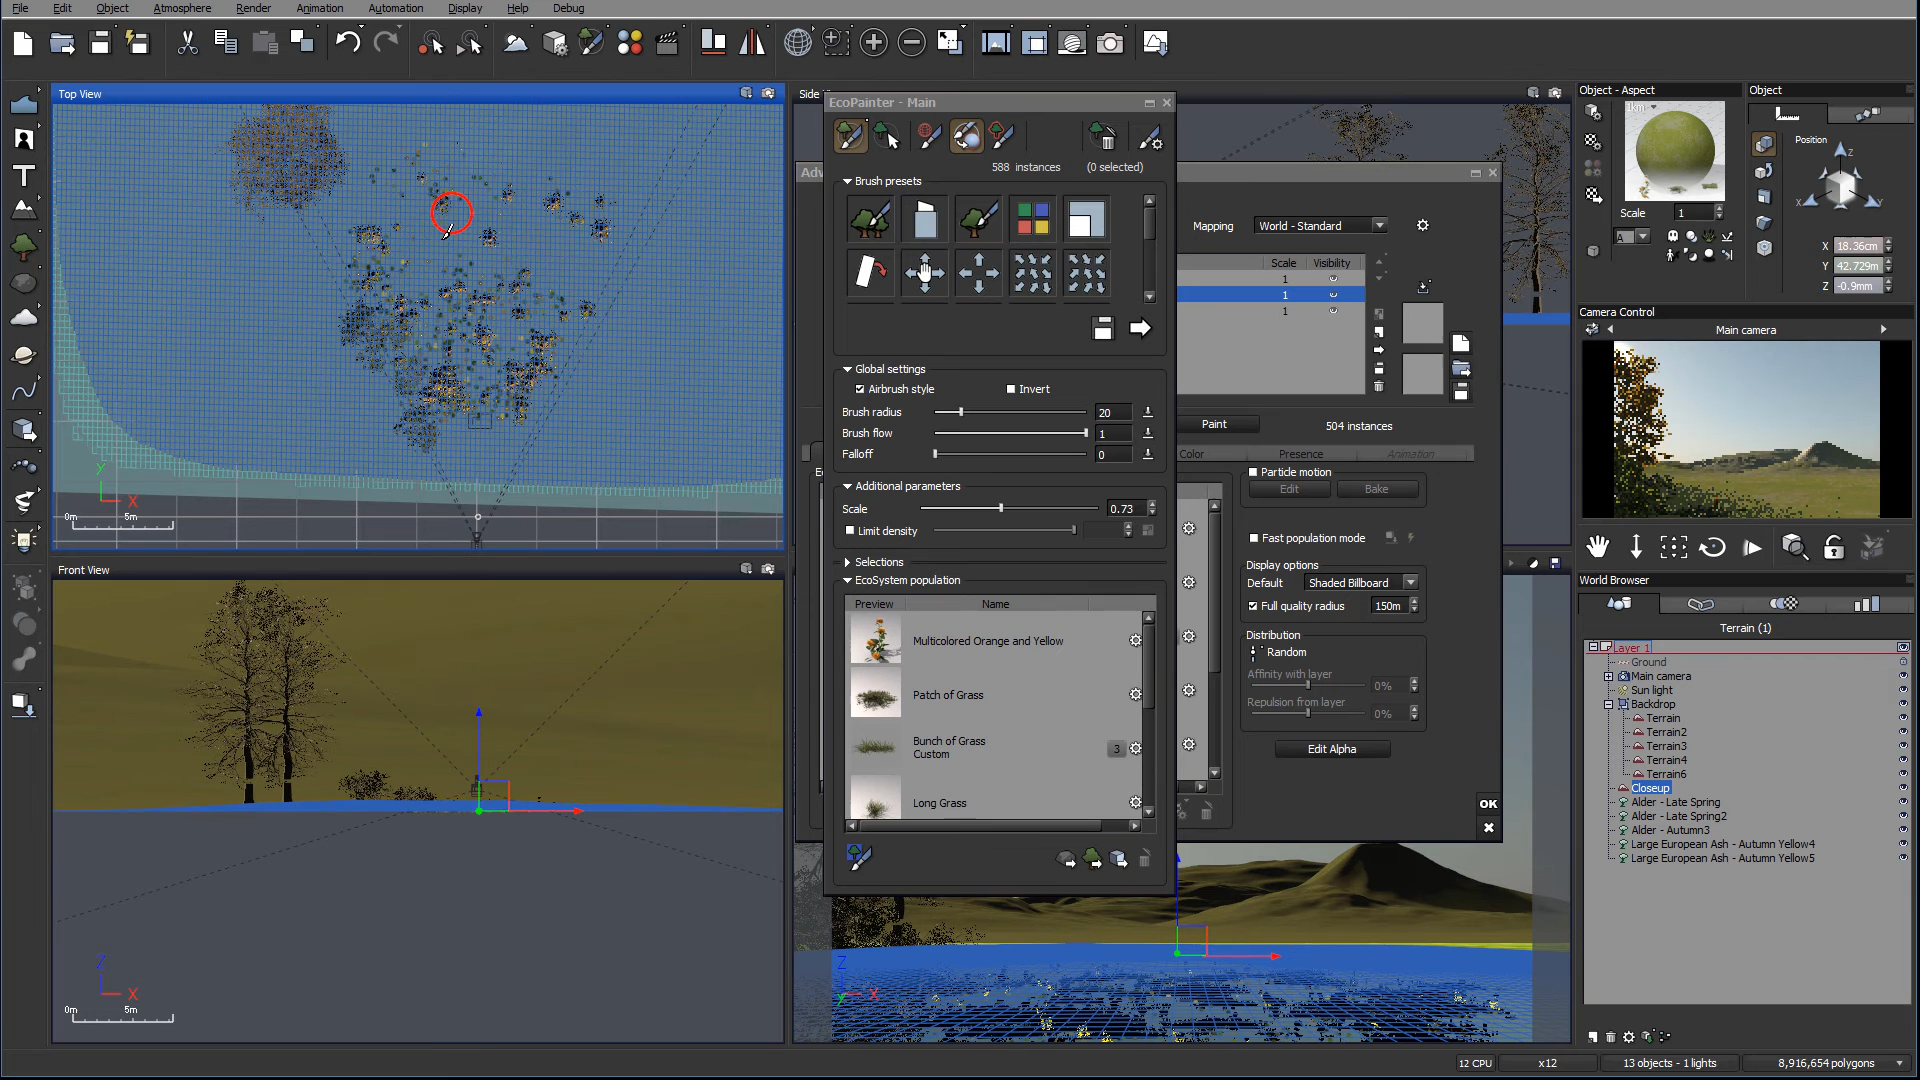 File Edit Object Atmosphere Render Animation Automation Display Help Debug
Top View
Y
X
0m 5m
Front View
Z
X
0m 5m
Side
EcoPainter - Main
588 instances (0 selected)
Brush presets
Global settings
Airbrush style Invert
Brush radius 20
Brush flow 1
Falloff 0
Additional parameters
Scale 0.73
Limit density
Selections
EcoSystem population
Preview Name
Multicolored Orange and Yellow
Patch of Grass
Bunch of Grass
Custom
3
Long Grass
Adv
Mapping World - Standard
Scale Visibility
1
1
1
Paint 504 instances
Color Presence Animation
Particle motion
Edit Bake
Fast population mode
Display options
Default Shaded Billboard
Full quality radius 150m
Distribution
Random
Affinity with layer
0%
Repulsion from layer
0%
Edit Alpha
OK
Z
Y X
Object - Aspect
1km
Scale 1
A
Object
Position
Z
X Y
X 18.36cm
Y 42.729m
Z -0.9mm
Camera Control
Main camera
World Browser
Terrain (1)
Layer 1
Ground
Main camera
Sun light
Backdrop
Terrain
Terrain2
Terrain3
Terrain4
Terrain6
Closeup
Alder - Late Spring
Alder - Late Spring2
Alder - Autumn3
Large European Ash - Autumn Yellow4
Large European Ash - Autumn Yellow5
12 CPU x12 13 objects - 1 lights 8,916,654 polygons